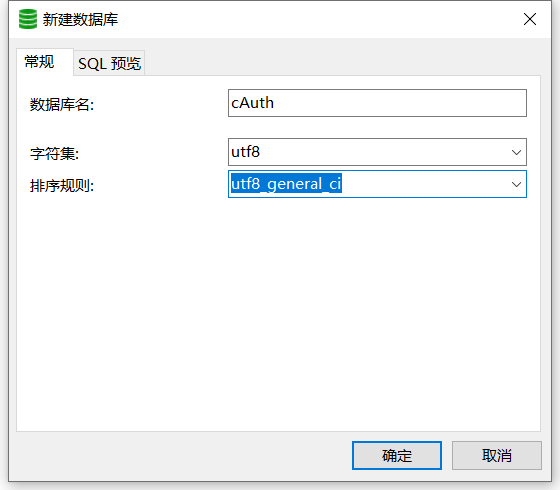 新建数据库
常规 SQL 预览
数据库名: cAuth
字符集: utf8
排序规则: utf8_general_ci
确定 取消